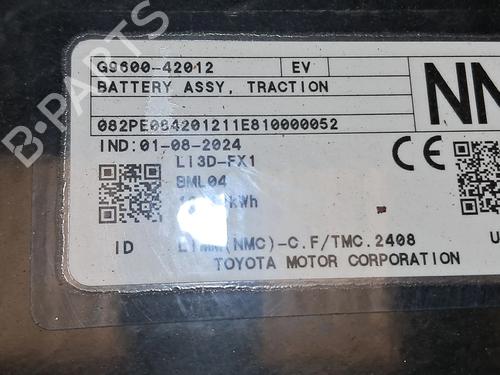 G9600-42012 EV
BATTERY ASSY, TRACTION
082PE084201211E810000052
IND:01-08-2024
LI3D-FX1
BML04
kWh
(NMC)-C.F/TMC.2408
ID
TOYOTA MOTOR CORPORATION
NN
CE
U
B-PARTS